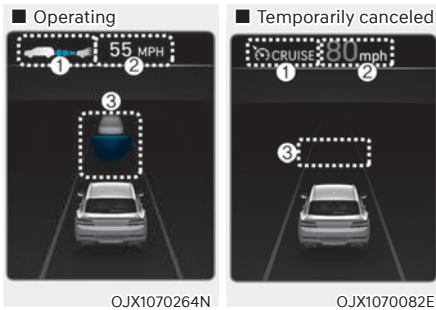 ■ Operating
55 MPH
1
2
3
OJX1070264N
■ Temporarily canceled
CRUISE 80 mph
1
2
3
OJX1070082E